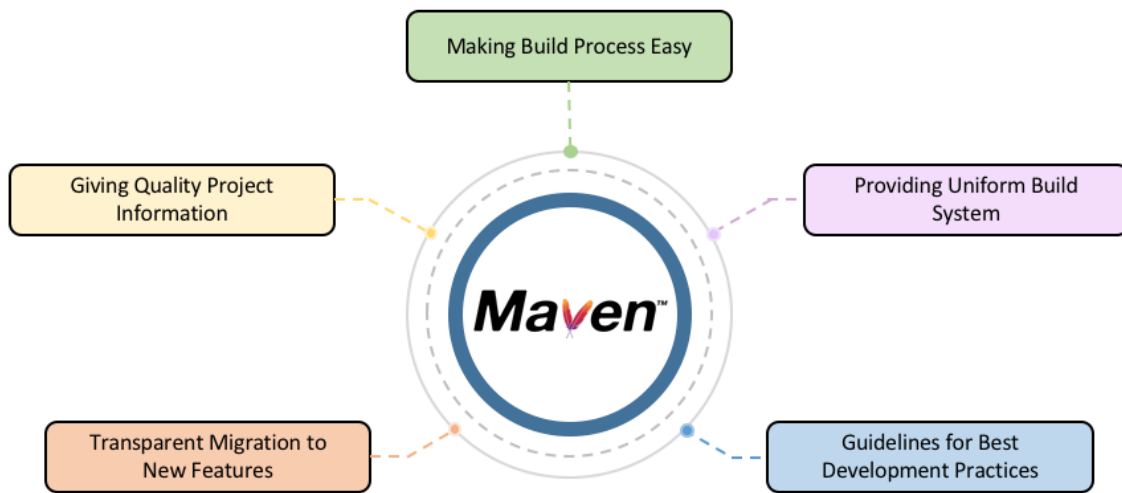 Making Build Process Easy
Giving Quality Project
Information
Providing Uniform Build
System
Maven™
Transparent Migration to
New Features
Guidelines for Best
Development Practices